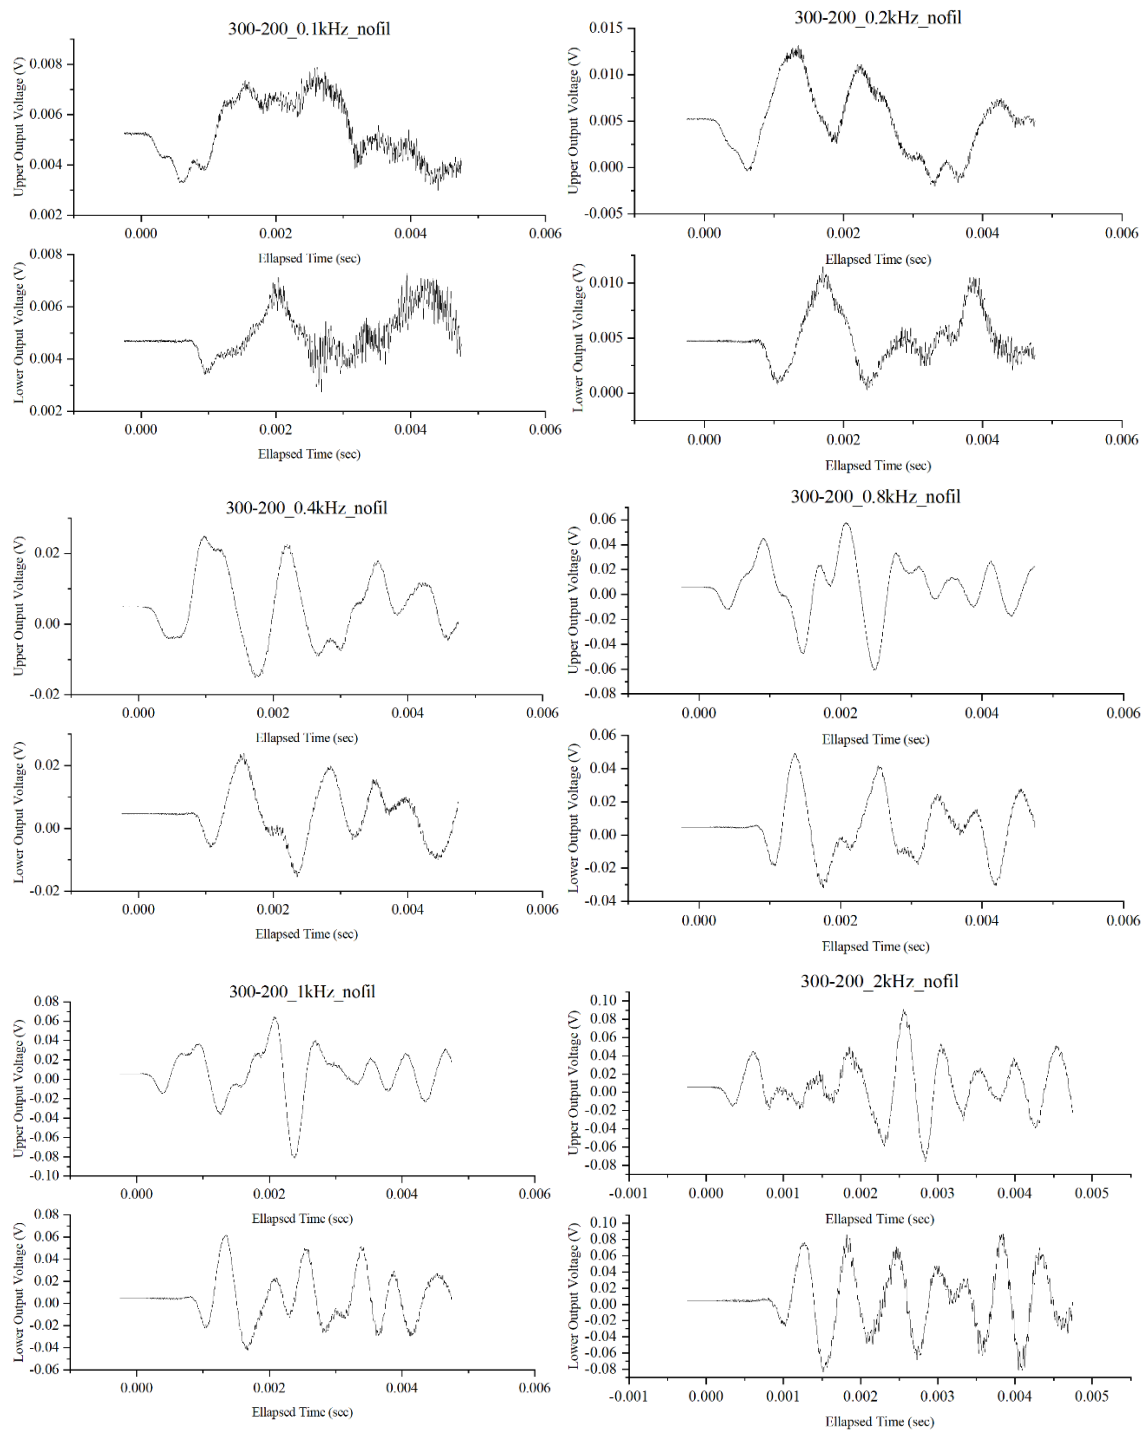 300-200_0.1kHz_nofil
Upper Output Voltage (V)
0.008
0.006
0.004
0.002
0.000 0.002 0.004 0.006
Ellapsed Time (sec)
Lower Output Voltage (V)
0.008
0.006
0.004
0.002
0.000 0.002 0.004 0.006
Ellapsed Time (sec)
300-200_0.2kHz_nofil
Upper Output Voltage (V)
0.015
0.010
0.005
0.000
-0.005
0.000 0.002 0.004 0.006
Ellapsed Time (sec)
Lower Output Voltage (V)
0.010
0.005
0.000
0.000 0.002 0.004 0.006
Ellapsed Time (sec)
300-200_0.4kHz_nofil
Upper Output Voltage (V)
0.02
0.00
-0.02
0.000 0.002 0.004 0.006
Ellapsed Time (sec)
Lower Output Voltage (V)
0.02
0.00
-0.02
0.000 0.002 0.004 0.006
Ellapsed Time (sec)
300-200_0.8kHz_nofil
Upper Output Voltage (V)
0.06
0.04
0.02
0.00
-0.02
-0.04
-0.06
-0.08
0.000 0.002 0.004 0.006
Ellapsed Time (sec)
Lower Output Voltage (V)
0.06
0.04
0.02
0.00
-0.02
-0.04
0.000 0.002 0.004 0.006
Ellapsed Time (sec)
300-200_1kHz_nofil
Upper Output Voltage (V)
0.08
0.06
0.04
0.02
0.00
-0.02
-0.04
-0.06
-0.08
-0.10
0.000 0.002 0.004 0.006
Ellapsed Time (sec)
Lower Output Voltage (V)
0.08
0.06
0.04
0.02
0.00
-0.02
-0.04
-0.06
0.000 0.002 0.004 0.006
Ellapsed Time (sec)
300-200_2kHz_nofil
Upper Output Voltage (V)
0.10
0.08
0.06
0.04
0.02
0.00
-0.02
-0.04
-0.06
-0.08
-0.001 0.000 0.001 0.002 0.003 0.004 0.005
Ellapsed Time (sec)
Lower Output Voltage (V)
0.10
0.08
0.06
0.04
0.02
0.00
-0.02
-0.04
-0.06
-0.08
-0.001 0.000 0.001 0.002 0.003 0.004 0.005
Ellapsed Time (sec)